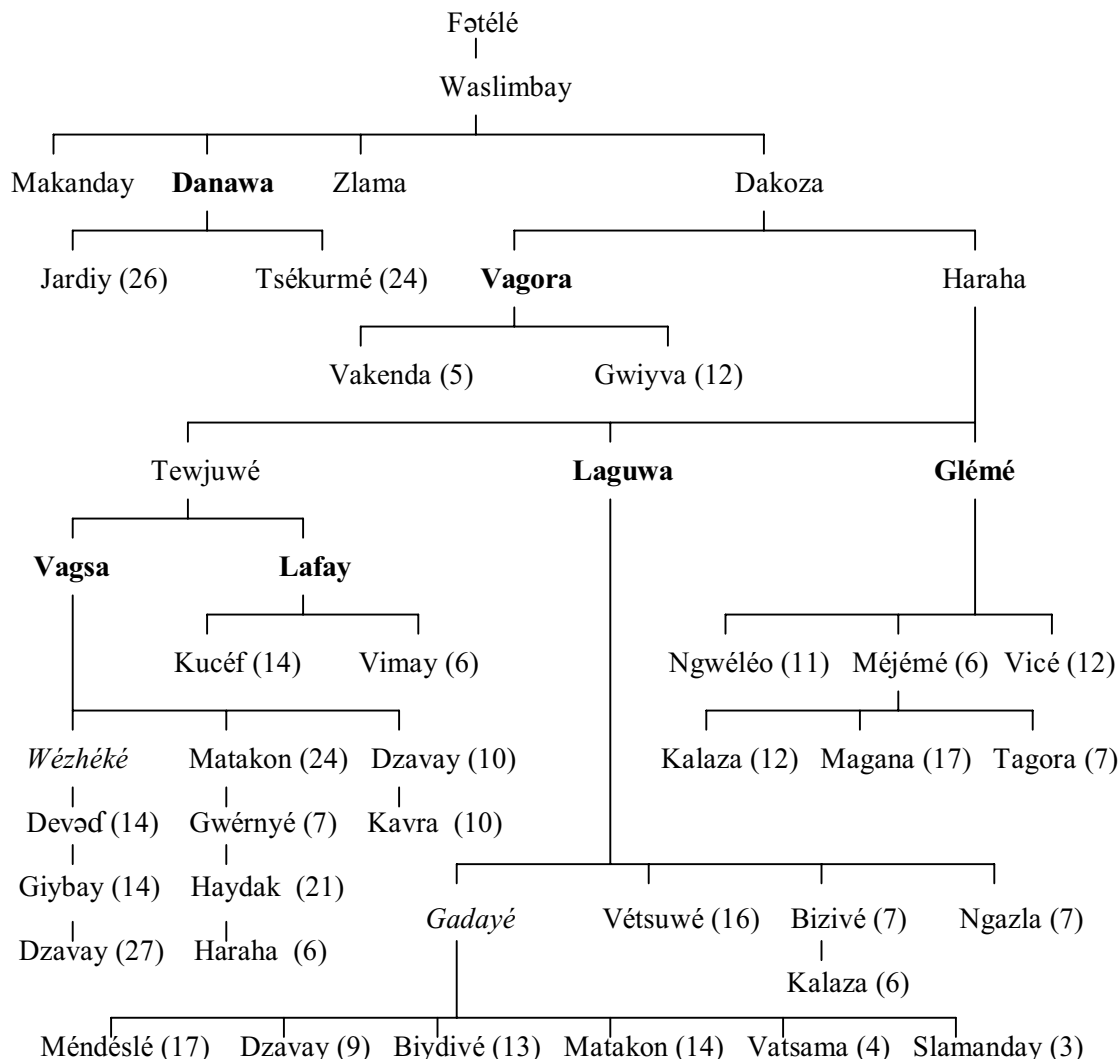 Fətélé
Waslimbay
Makanday Danawa Zlama Dakoza
Jardiy (26) Tsékurmé (24) Vagora Haraha
Vakenda (5) Gwiyva (12)
Tewjuwé Laguwa Glémé
Vagsa Lafay
Kucéf (14) Vimay (6) Ngwéléo (11) Méjémé (6) Vicé (12)
Wézhéké Matakon (24) Dzavay (10) Kalaza (12) Magana (17) Tagora (7)
Devəɗ (14) Gwérnyé (7) Kavra (10)
Giybay (14) Haydak (21)
Gadayé Vétsuwé (16) Bizivé (7) Ngazla (7)
Dzavay (27) Haraha (6)
Kalaza (6)
Méndéslé (17) Dzavay (9) Biydivé (13) Matakon (14) Vatsama (4) Slamanday (3)